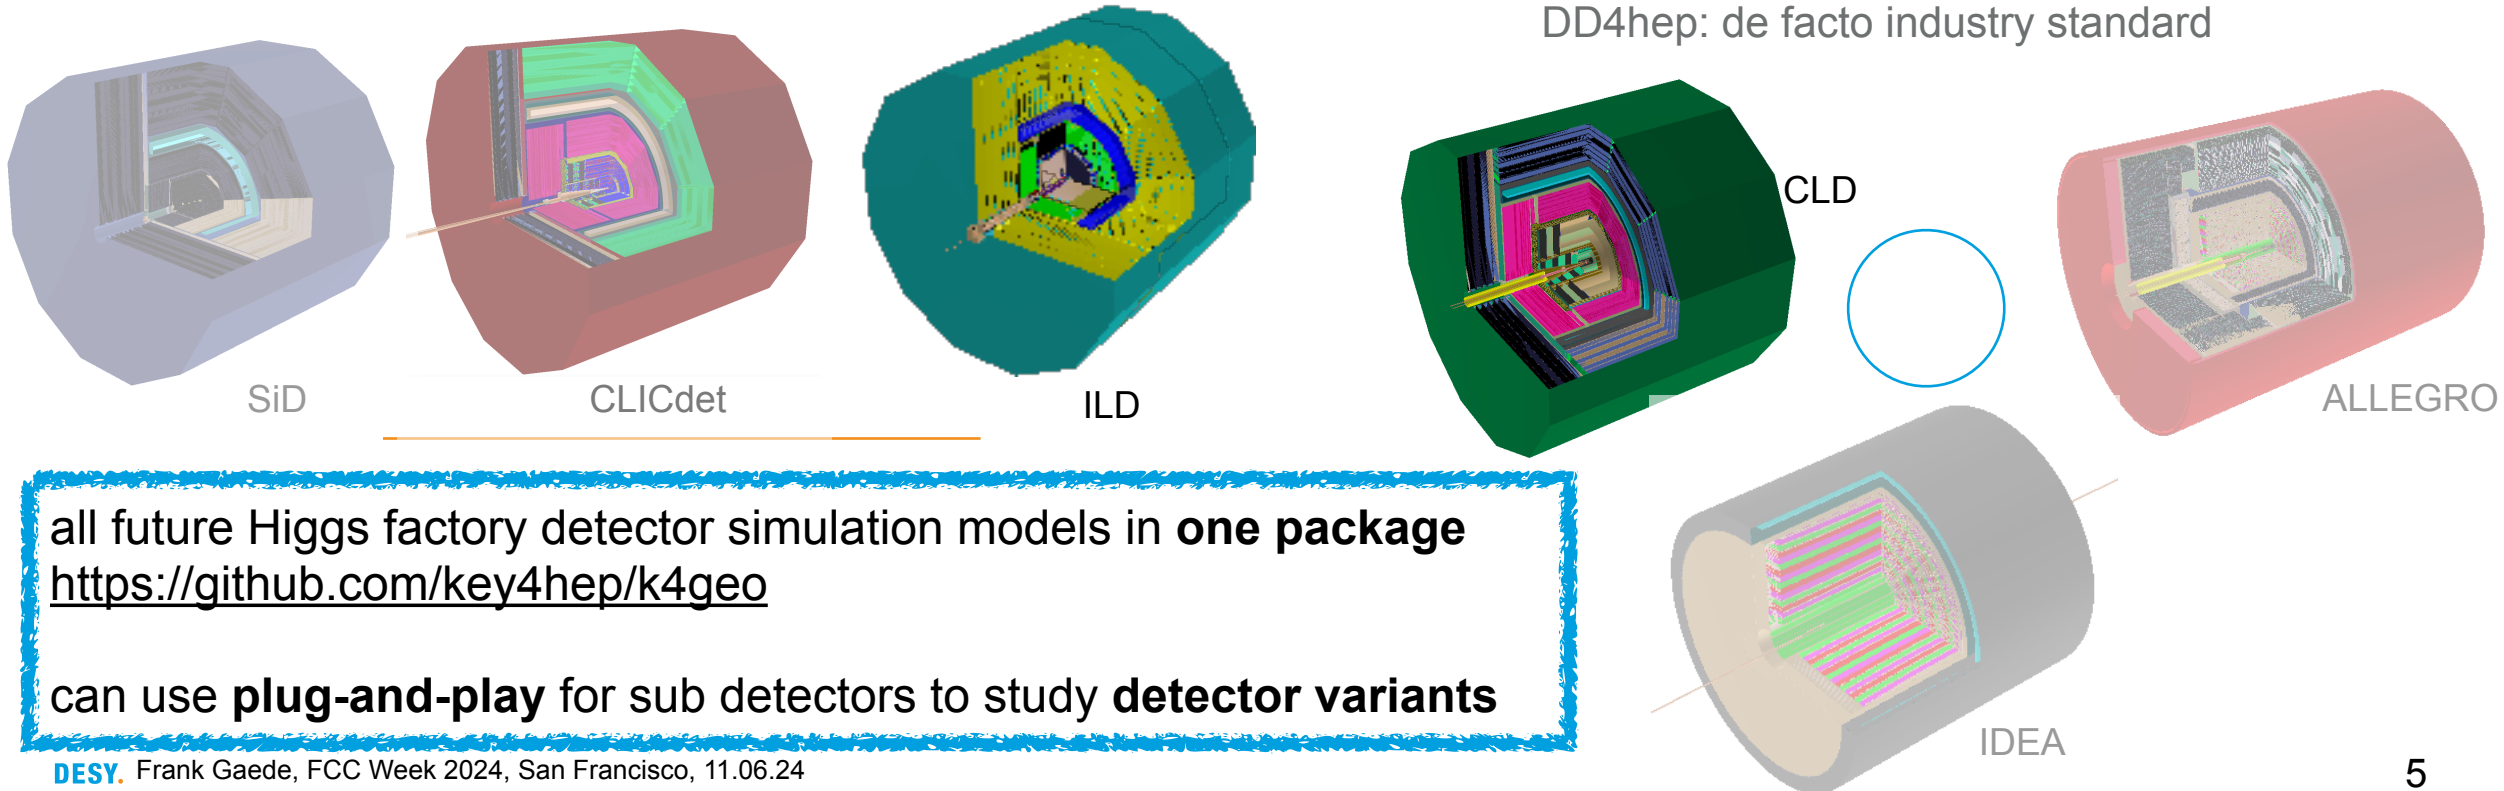 DD4hep: de facto industry standard
CLD
SiD
CLICdet
ILD
ALLEGRO
all future Higgs factory detector simulation models in one package
https://github.com/key4hep/k4geo
can use plug-and-play for sub detectors to study detector variants
IDEA
DESY. Frank Gaede, FCC Week 2024, San Francisco, 11.06.24
5